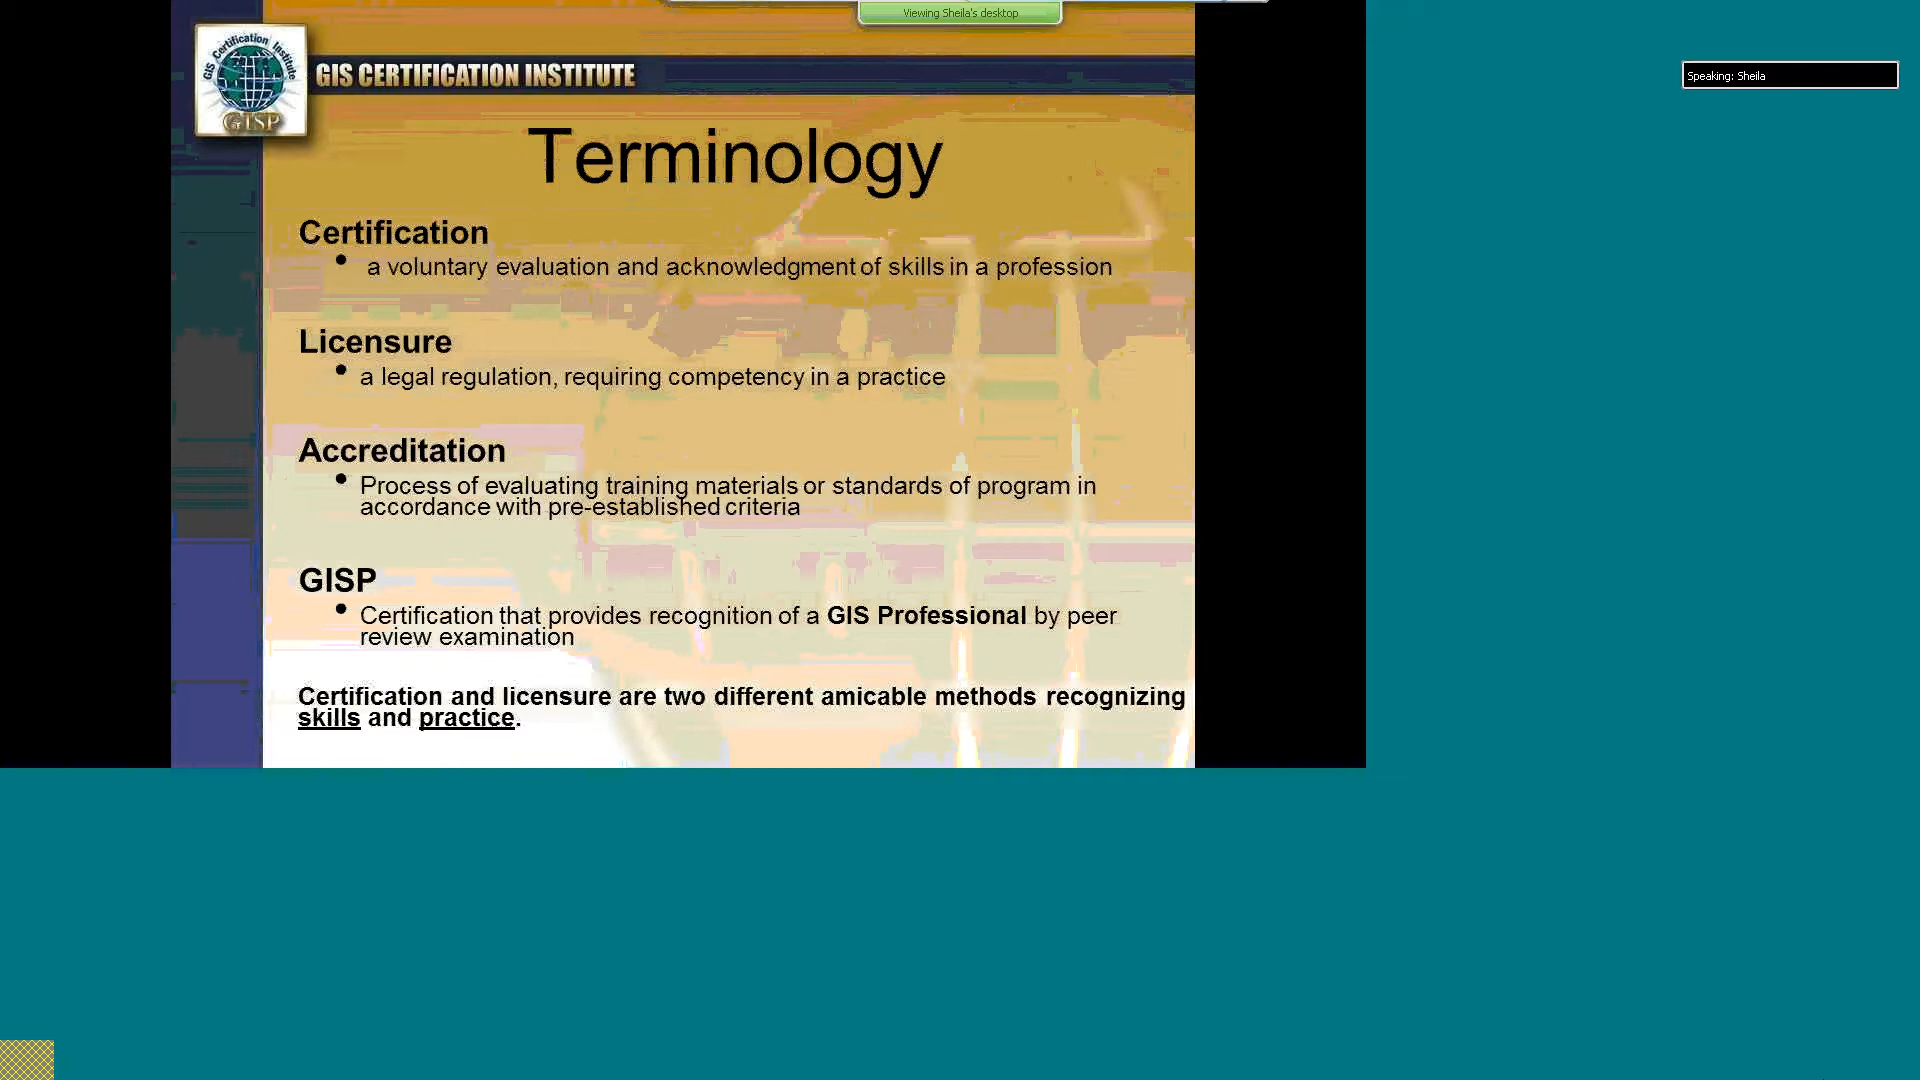 Viewing Sheila's desktop
Speaking: Sheila
GIS Certification Institute
GISP
GIS CERTIFICATION INSTITUTE
Terminology
Certification
• a voluntary evaluation and acknowledgment of skills in a profession
Licensure
• a legal regulation, requiring competency in a practice
Accreditation
• Process of evaluating training materials or standards of program in
accordance with pre-established criteria
GISP
• Certification that provides recognition of a GIS Professional by peer
review examination
Certification and licensure are two different amicable methods recognizing
skills and practice.